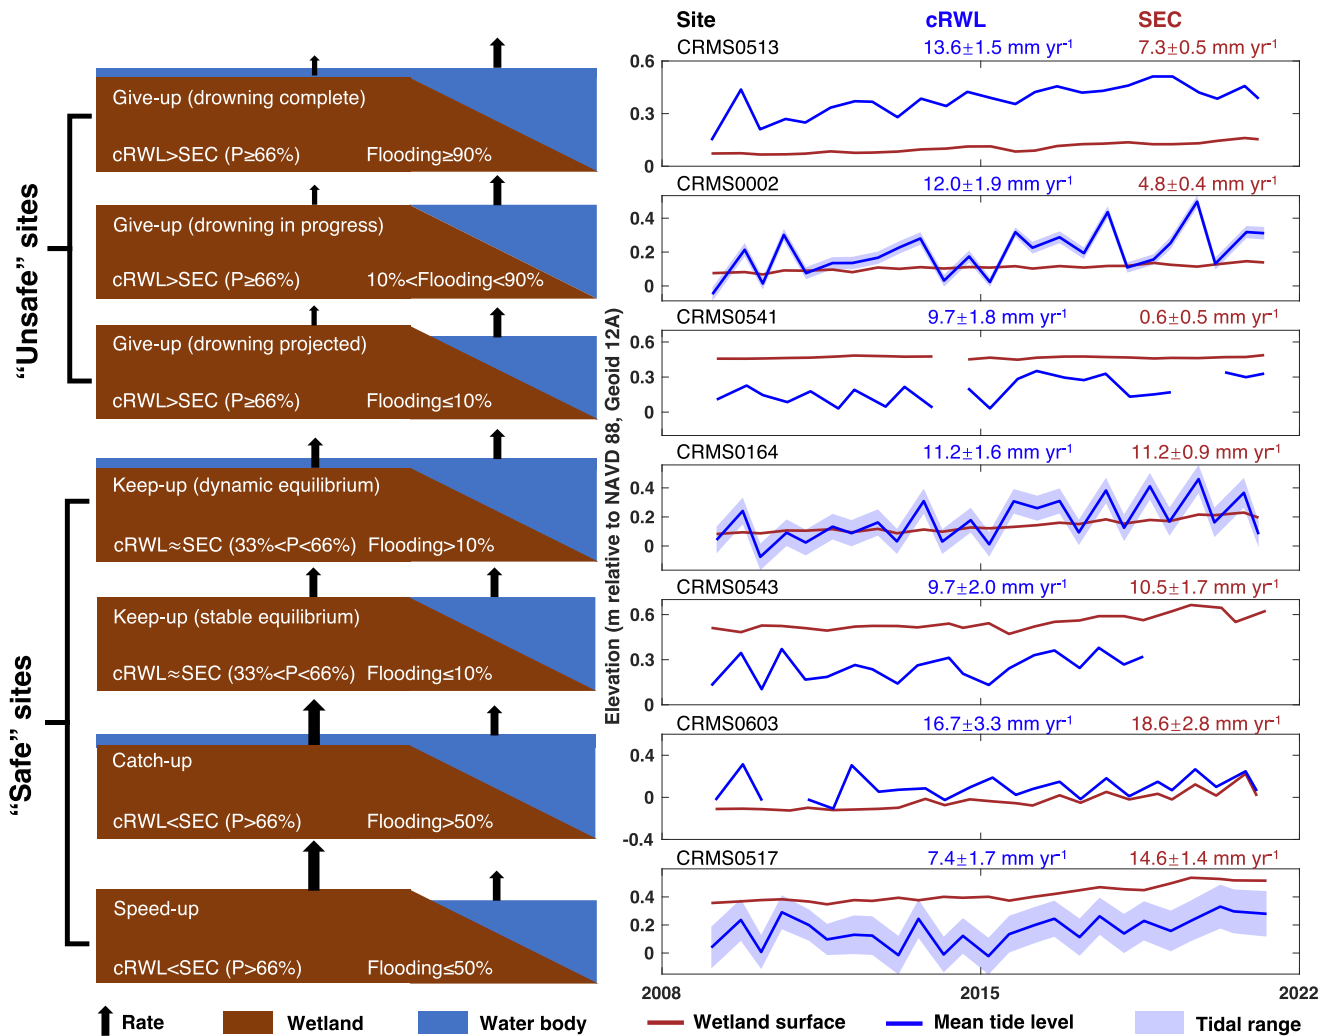 "Unsafe" sites
Give-up (drowning complete)
cRWL>SEC (P≥66%) Flooding≥90%
Give-up (drowning in progress)
cRWL>SEC (P≥66%) 10%<Flooding<90%
Give-up (drowning projected)
cRWL>SEC (P≥66%) Flooding≤10%
"Safe" sites
Keep-up (dynamic equilibrium)
cRWL≈SEC (33%<P<66%) Flooding>10%
Keep-up (stable equilibrium)
cRWL≈SEC (33%<P<66%) Flooding≤10%
Catch-up
cRWL<SEC (P>66%) Flooding>50%
Speed-up
cRWL<SEC (P>66%) Flooding≤50%
Rate Wetland Water body
Site cRWL SEC
CRMS0513 13.6±1.5 mm yr⁻¹ 7.3±0.5 mm yr⁻¹
0.6
0.3
0
CRMS0002 12.0±1.9 mm yr⁻¹ 4.8±0.4 mm yr⁻¹
0.4
0.2
0
CRMS0541 9.7±1.8 mm yr⁻¹ 0.6±0.5 mm yr⁻¹
0.6
0.3
0
CRMS0164 11.2±1.6 mm yr⁻¹ 11.2±0.9 mm yr⁻¹
0.4
0.2
0
CRMS0543 9.7±2.0 mm yr⁻¹ 10.5±1.7 mm yr⁻¹
0.6
0.3
0
CRMS0603 16.7±3.3 mm yr⁻¹ 18.6±2.8 mm yr⁻¹
0.4
0
-0.4
CRMS0517 7.4±1.7 mm yr⁻¹ 14.6±1.4 mm yr⁻¹
0.4
0.2
0
Elevation (m relative to NAVD 88, Geoid 12A)
2008 2015 2022
Wetland surface Mean tide level Tidal range